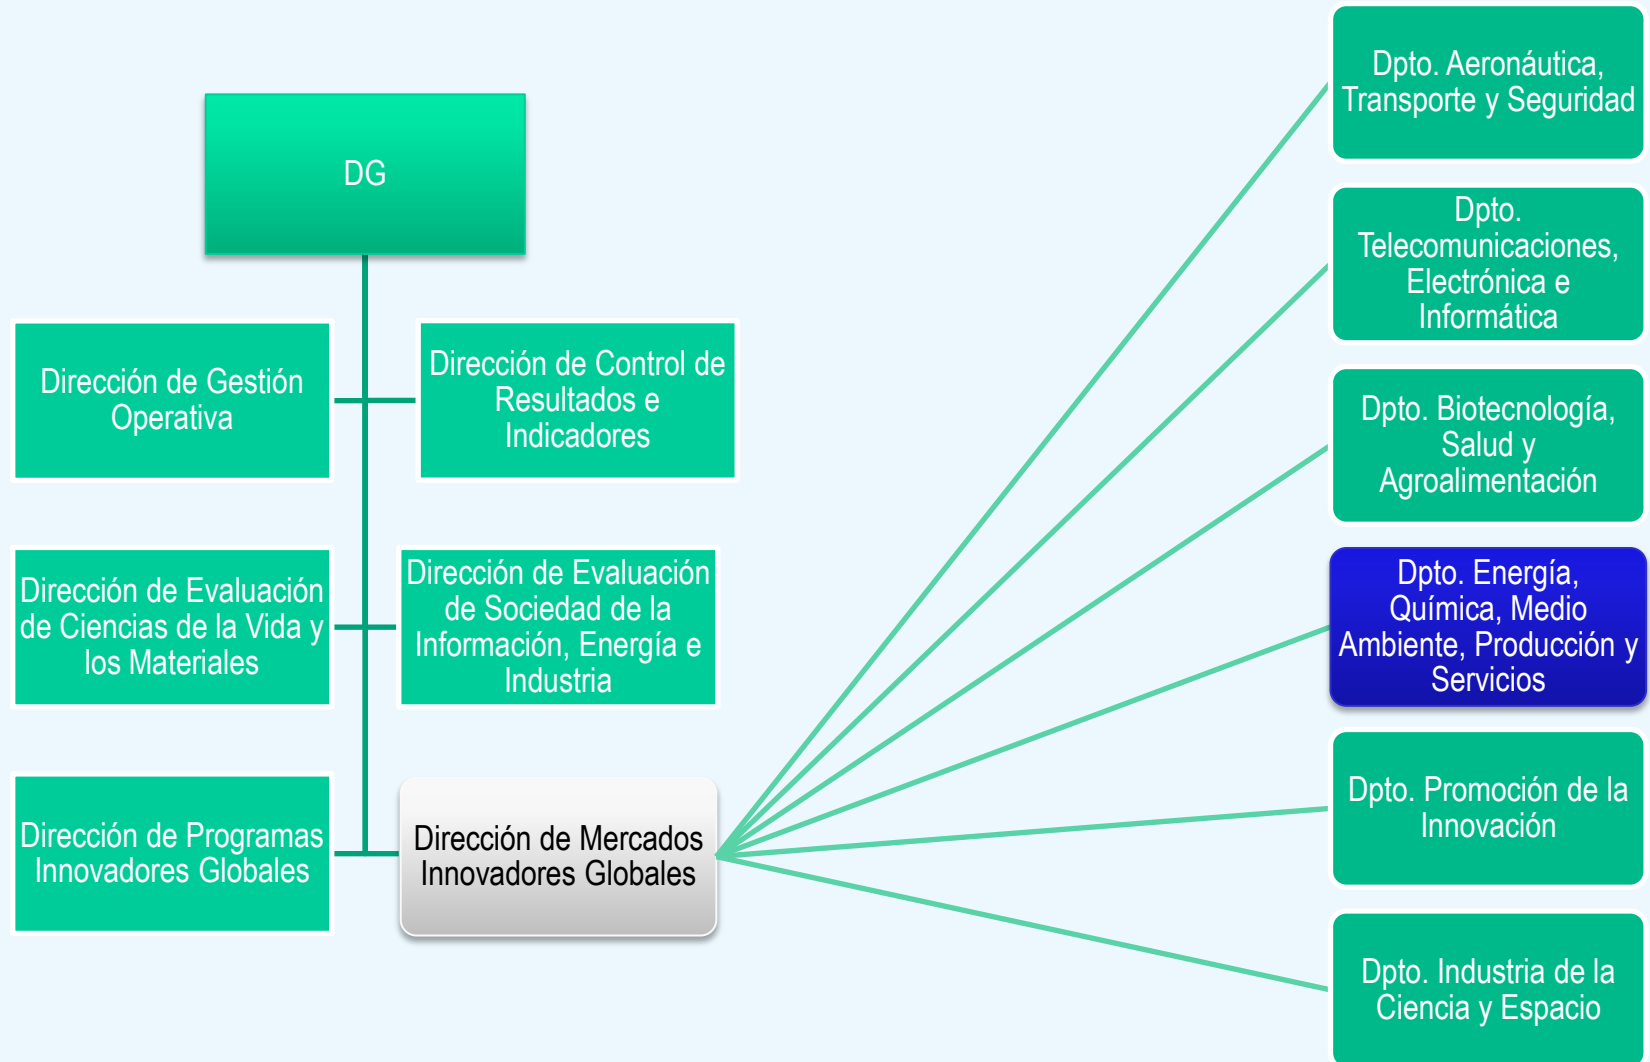 DG
Dirección de Gestión
Operativa
Dirección de Control de
Resultados e
Indicadores
Dirección de Evaluación
de Ciencias de la Vida y
los Materiales
Dirección de Evaluación
de Sociedad de la
Información, Energía e
Industria
Dirección de Programas
Innovadores Globales
Dirección de Mercados
Innovadores Globales
Dpto. Aeronáutica,
Transporte y Seguridad
Dpto.
Telecomunicaciones,
Electrónica e
Informática
Dpto. Biotecnología,
Salud y
Agroalimentación
Dpto. Energía,
Química, Medio
Ambiente, Producción y
Servicios
Dpto. Promoción de la
Innovación
Dpto. Industria de la
Ciencia y Espacio